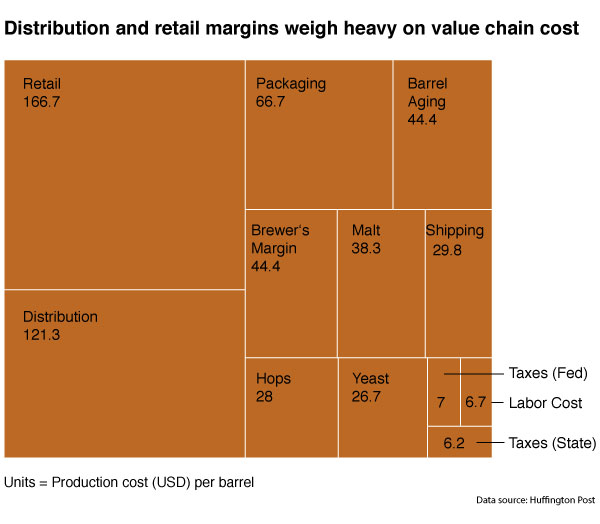 Distribution and retail margins weigh heavy on value chain cost
Retail
166.7
Packaging
66.7
Barrel
Aging
44.4
Brewer's
Margin
44.4
Malt
38.3
Shipping
29.8
Distribution
121.3
Hops
28
Yeast
26.7
Taxes (Fed)
7
6.7
Labor Cost
6.2
Taxes (State)
Units = Production cost (USD) per barrel
Data source: Huffington Post